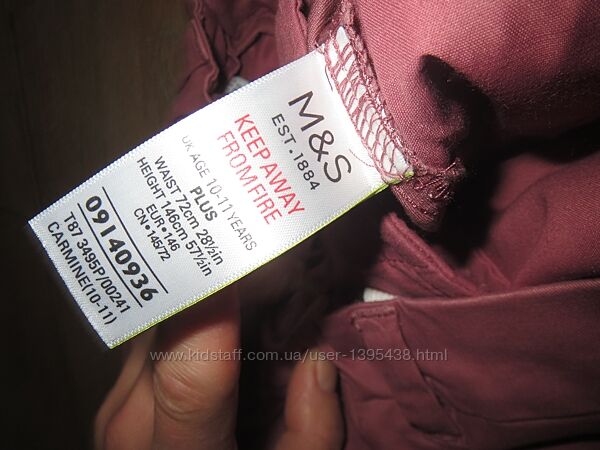 M&S
EST. 1884
KEEP AWAY
FROM FIRE
UK AGE 10-11 YEARS
PLUS
WAIST 72cm 28½in
HEIGHT 146cm 57½in
EUR • 146
CN • 145/72
09140936
T87 3495P/00241
CARMINE(10-11)
www.kidstaff.com.ua/user-1395438.html